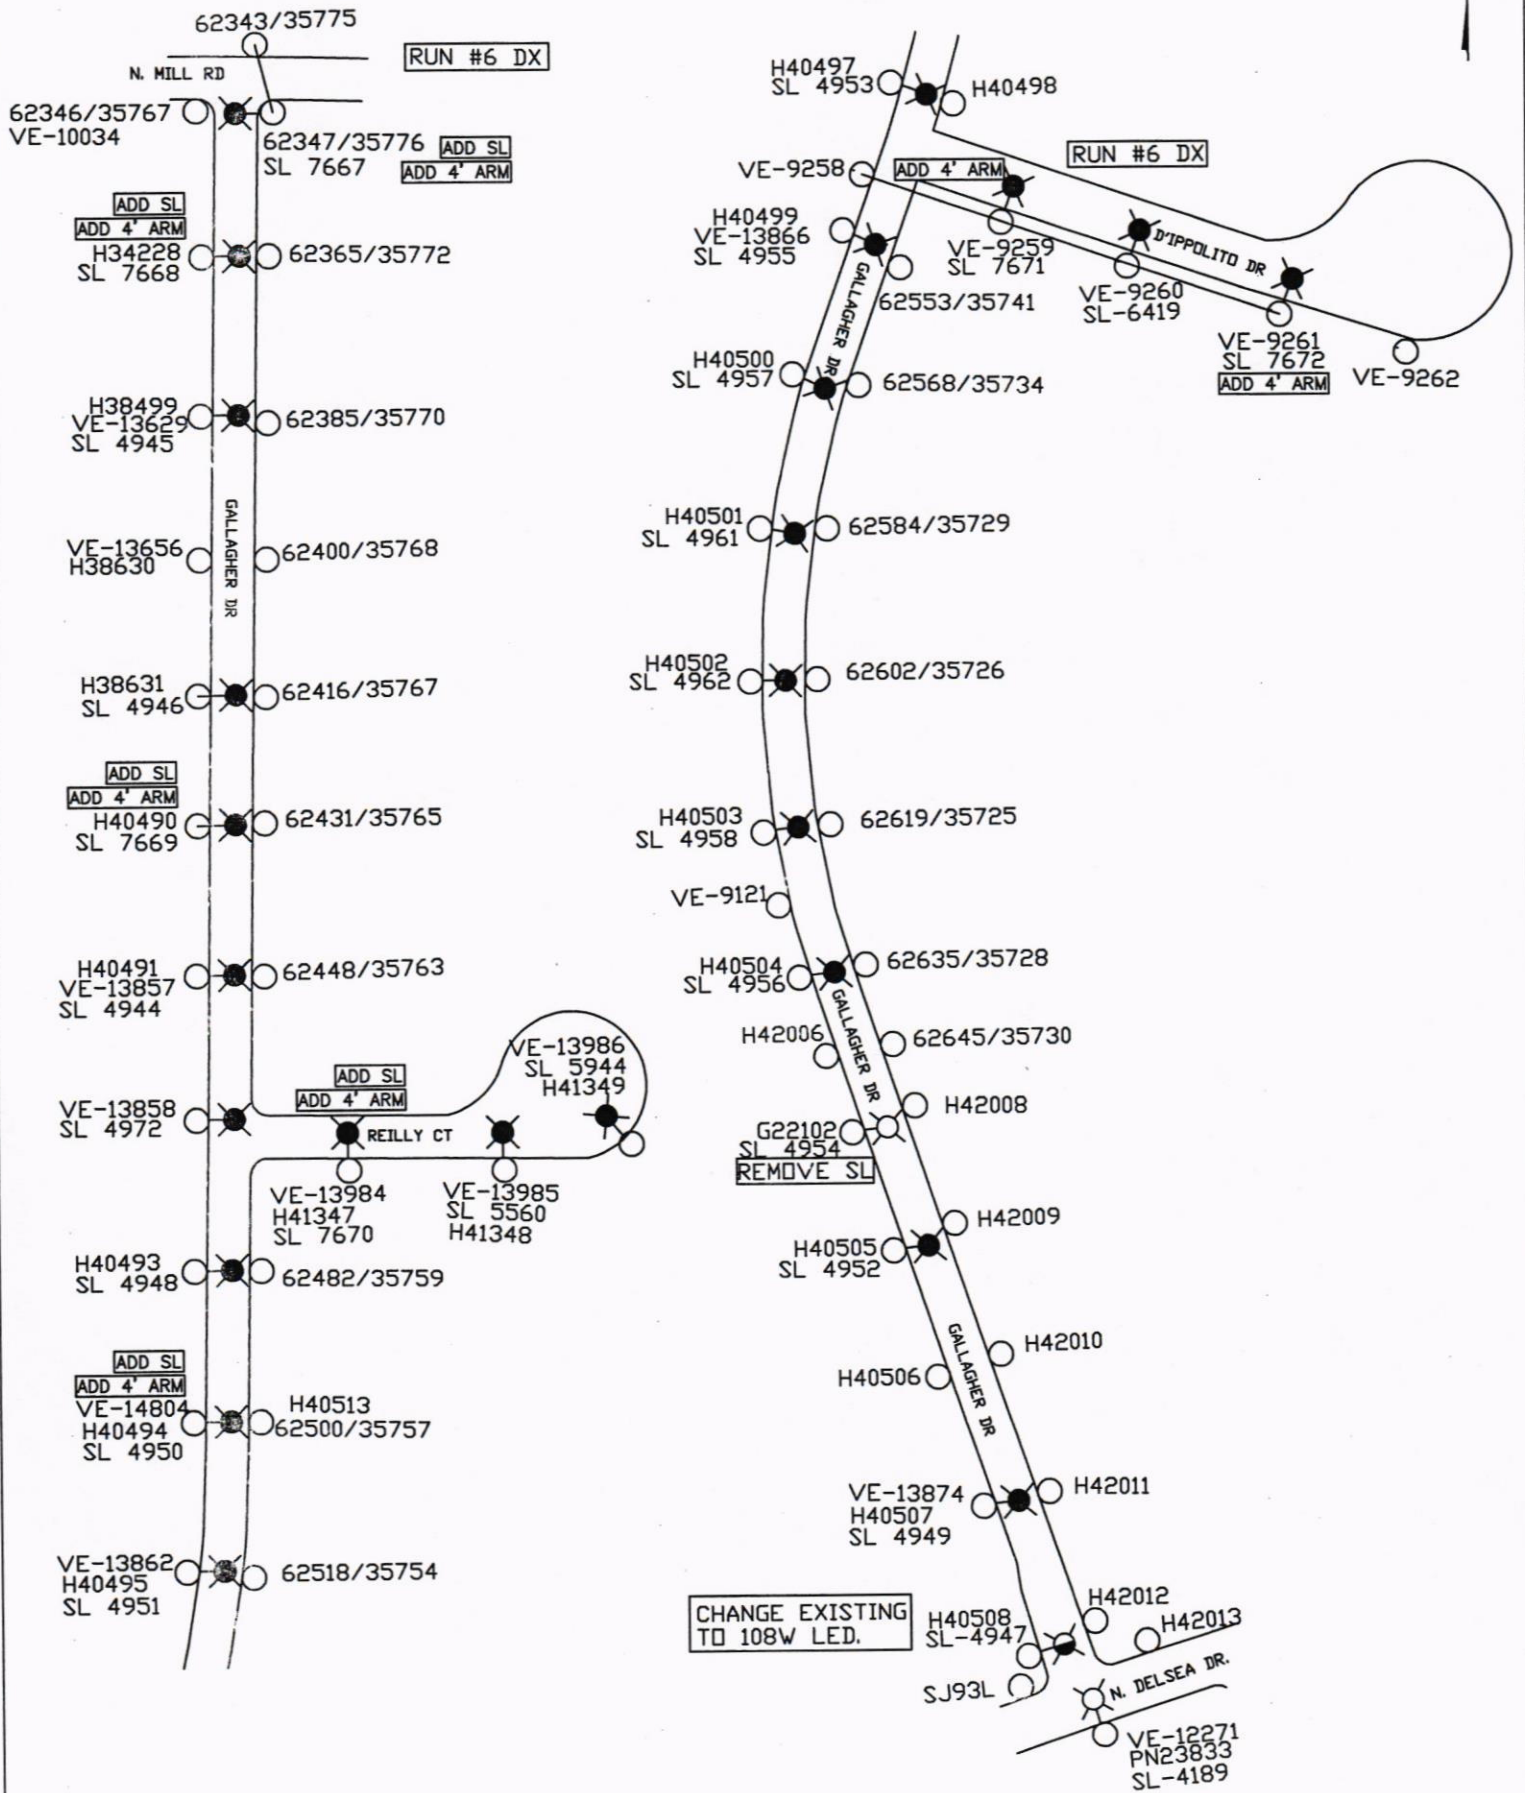 62343/35775
RUN #6 DX
N. MILL RD
62346/35767
VE-10034
62347/35776
SL 7667
ADD SL
ADD 4' ARM
ADD SL
ADD 4' ARM
H34228
SL 7668
62365/35772
H38499
VE-13629
SL 4945
62385/35770
GALLAGHER DR
VE-13656
H38630
62400/35768
H38631
SL 4946
62416/35767
ADD SL
ADD 4' ARM
H40490
SL 7669
62431/35765
H40491
VE-13857
SL 4944
62448/35763
VE-13858
SL 4972
ADD SL
ADD 4' ARM
REILLY CT
VE-13986
SL 5944
H41349
VE-13984
H41347
SL 7670
VE-13985
SL 5560
H41348
H40493
SL 4948
62482/35759
ADD SL
ADD 4' ARM
VE-14804
H40494
SL 4950
H40513
62500/35757
VE-13862
H40495
SL 4951
62518/35754
H40497
SL 4953
H40498
VE-9258
ADD 4' ARM
RUN #6 DX
H40499
VE-13866
SL 4955
62553/35741
GALLAGHER DR
VE-9259
SL 7671
D'IPPOLITO DR
VE-9260
SL-6419
VE-9261
SL 7672
ADD 4' ARM
VE-9262
H40500
SL 4957
62568/35734
H40501
SL 4961
62584/35729
H40502
SL 4962
62602/35726
H40503
SL 4958
62619/35725
VE-9121
H40504
SL 4956
62635/35728
GALLAGHER DR
H42006
62645/35730
H42008
G22102
SL 4954
REMOVE SL
H42009
H40505
SL 4952
GALLAGHER DR
H42010
H40506
VE-13874
H40507
SL 4949
H42011
CHANGE EXISTING
TO 108W LED.
H40508
SL-4947
H42012
H42013
SJ93L
N. DELSEA DR.
VE-12271
PN23833
SL-4189